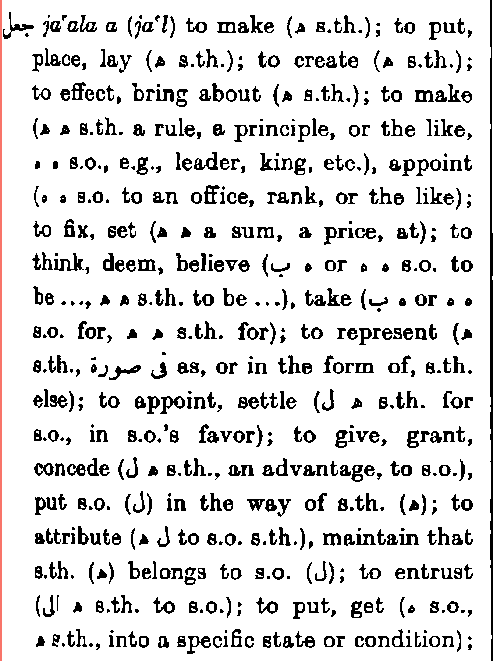 جعل ja‘ala a (ja‘l) to make (ﻫ s.th.); to put,
place, lay (ﻫ s.th.); to create (ﻫ s.th.);
to effect, bring about (ﻫ s.th.); to make
(ﻫ ﻫ s.th. a rule, a principle, or the like,
ه ه s.o., e.g., leader, king, etc.), appoint
(ه ه s.o. to an office, rank, or the like);
to fix, set (ﻫ ﻫ a sum, a price, at); to
think, deem, believe (ه ب or ه ه s.o. to
be ..., ﻫ ﻫ s.th. to be ...), take (ه ب or ه ه
s.o. for, ﻫ ﻫ s.th. for); to represent (ﻫ
s.th., فى صورة as, or in the form of, s.th.
else); to appoint, settle (ﻫ ل s.th. for
s.o., in s.o.’s favor); to give, grant,
concede (ﻫ ل s.th., an advantage, to s.o.),
put s.o. (ل) in the way of s.th. (ﻫ); to
attribute (ل ﻫ to s.o. s.th.), maintain that
s.th. (ﻫ) belongs to s.o. (ل); to entrust
(ﻫ الى s.th. to s.o.); to put, get (ه s.o.,
ﻫ s.th., into a specific state or condition);